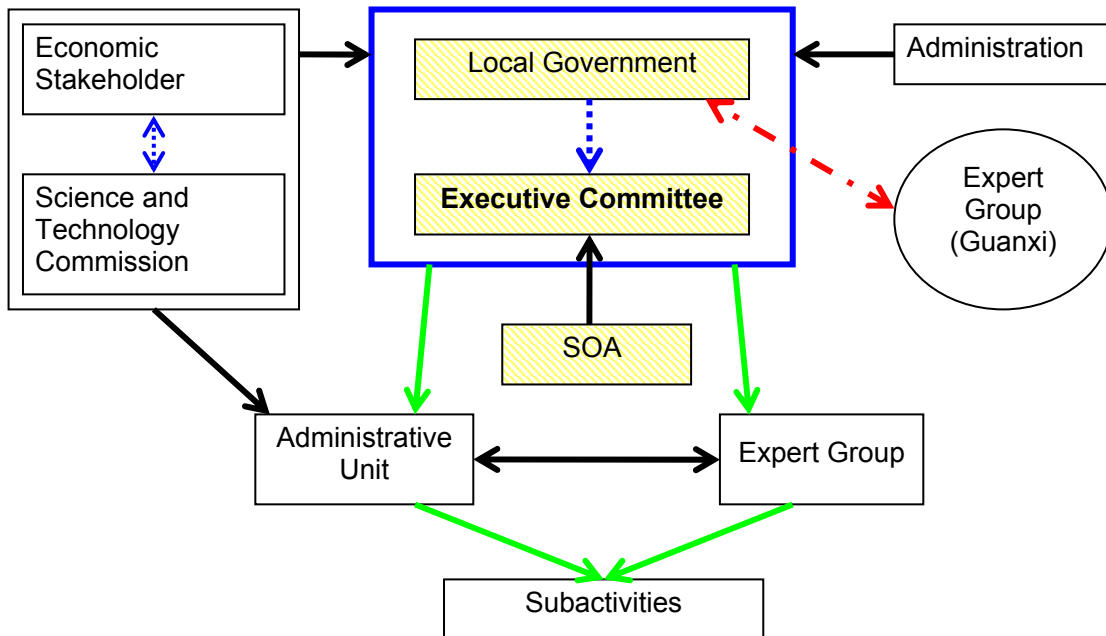 Economic
Stakeholder
Local Government
Administration
Science and
Technology
Commission
Executive Committee
Expert
Group
(Guanxi)
SOA
Administrative
Unit
Expert Group
Subactivities